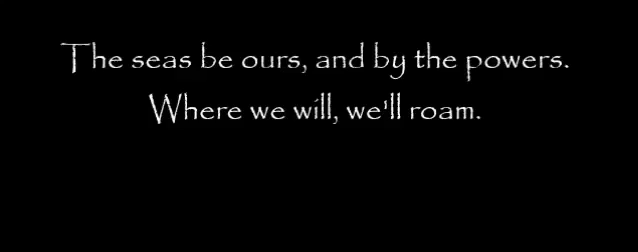 The seas be ours, and by the powers.
Where we will, we'll roam.